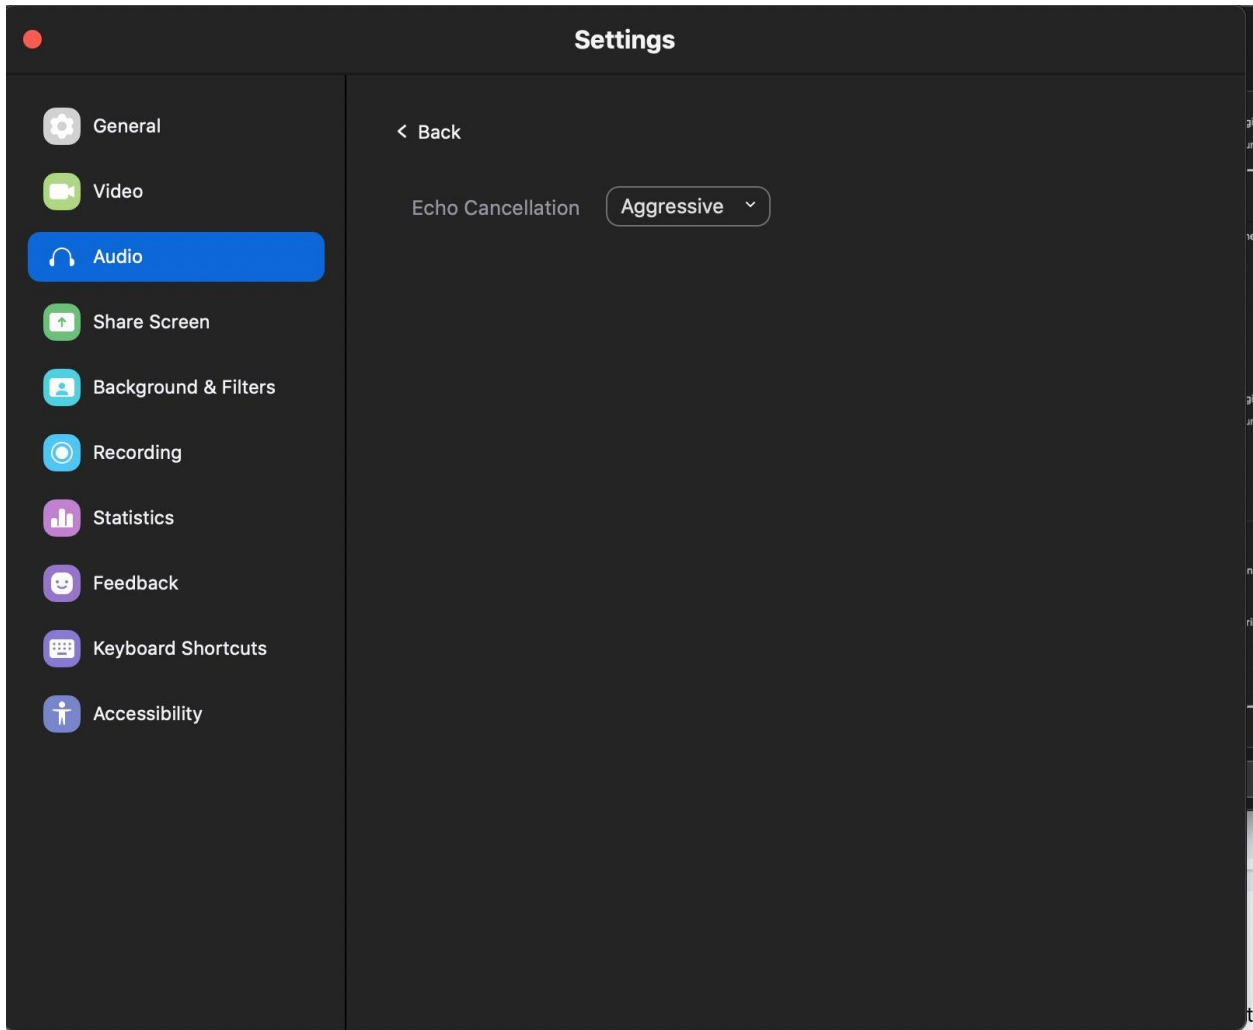 Settings
General
Video
Audio
Share Screen
Background & Filters
Recording
Statistics
Feedback
Keyboard Shortcuts
Accessibility
Back
Echo Cancellation Aggressive